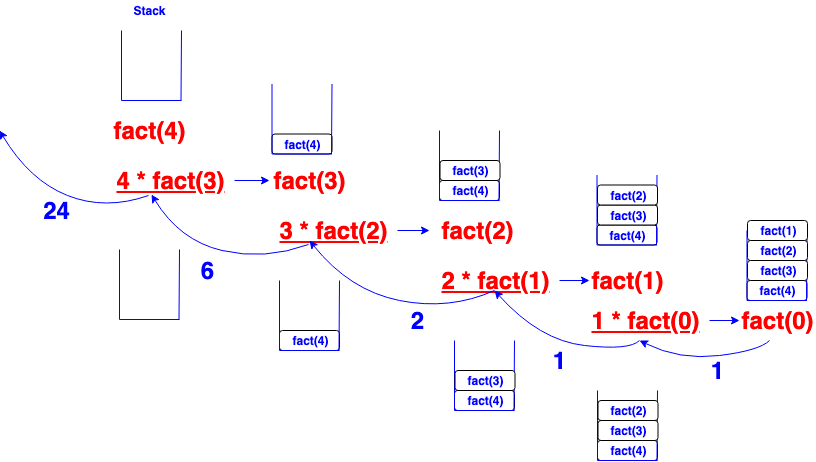 Stack
fact(4)
4 * fact(3)
24
fact(4)
fact(3)
3 * fact(2)
6
fact(4)
fact(3)
fact(4)
fact(2)
2 * fact(1)
2
fact(3)
fact(4)
fact(2)
fact(3)
fact(4)
fact(1)
1 * fact(0)
1
fact(2)
fact(3)
fact(4)
fact(1)
fact(2)
fact(3)
fact(4)
fact(0)
1